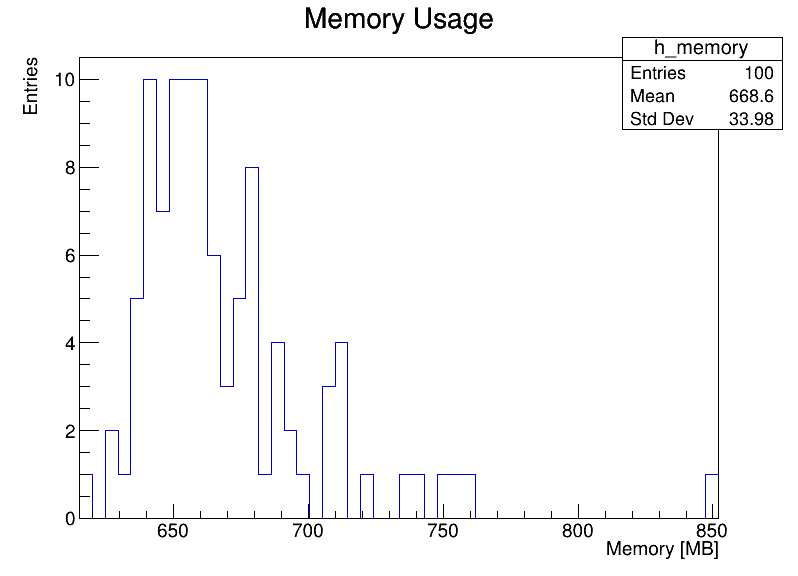 Memory Usage
h_memory
Entries 100
Mean 668.6
Std Dev 33.98
Entries
10
8
6
4
2
0
650 700 750 800 850
Memory [MB]